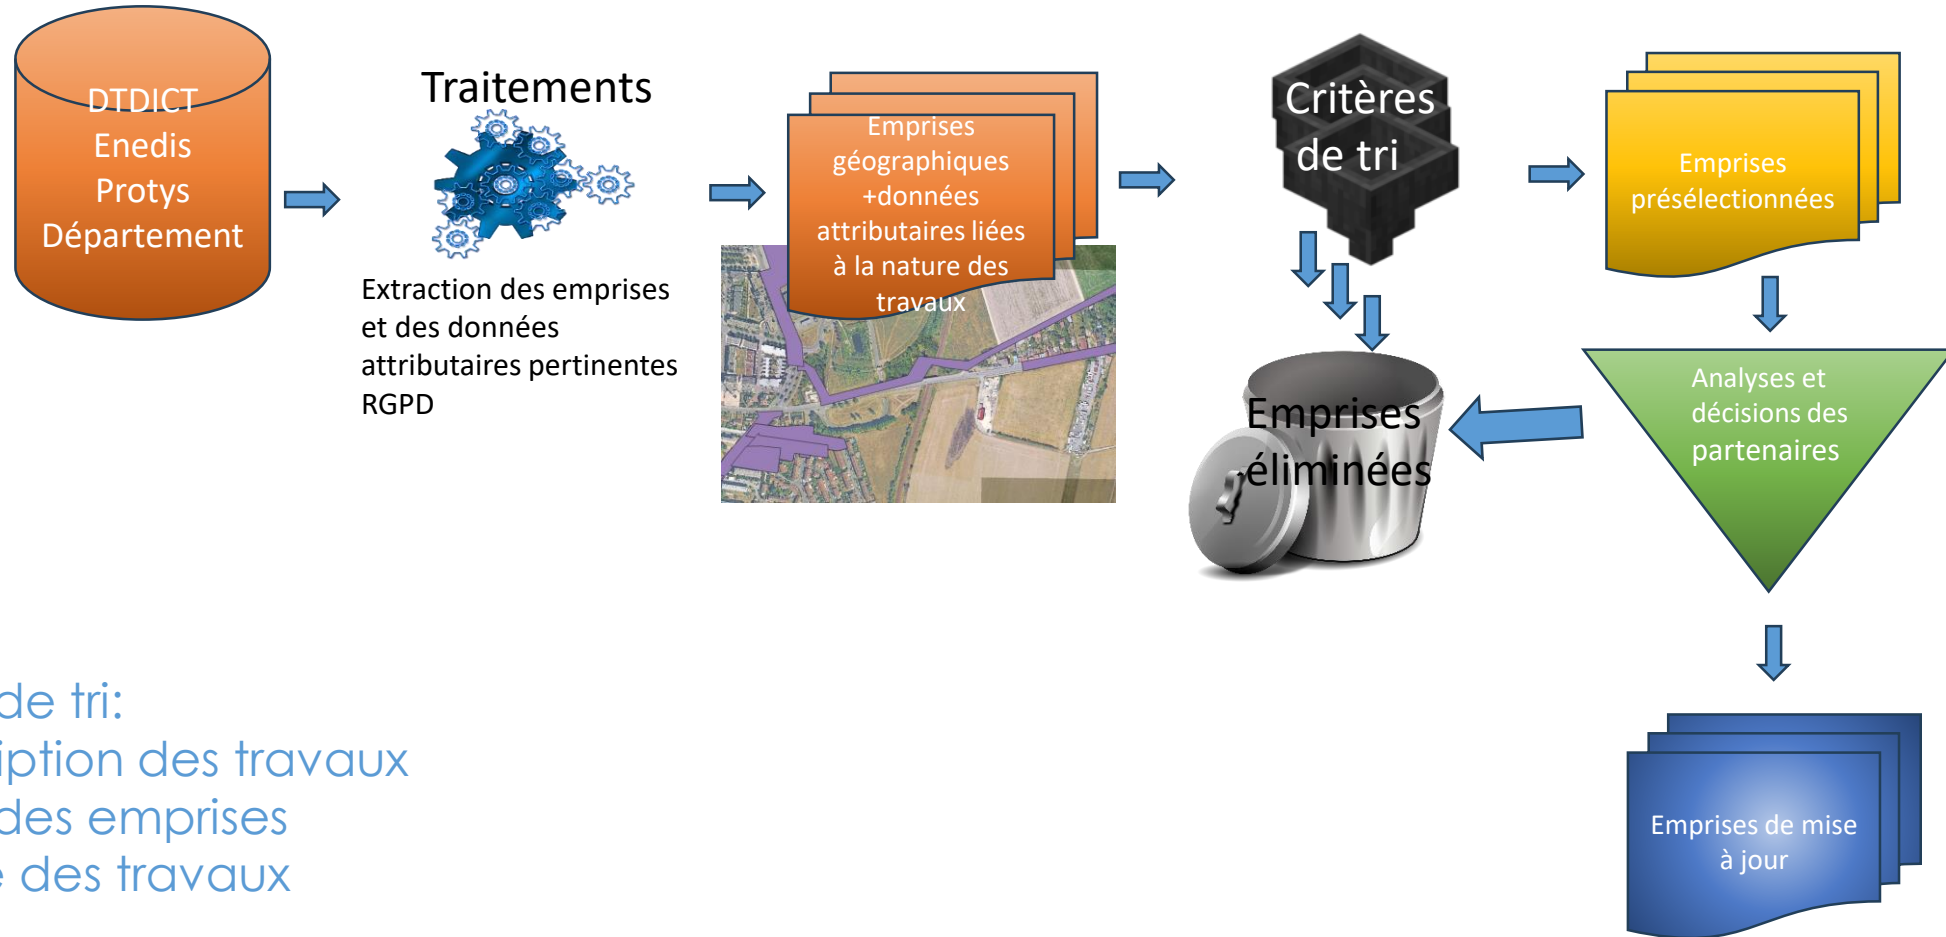 DTDICT
Enedis
Protys
Département
Traitements
Extraction des emprises
et des données
attributaires pertinentes
RGPD
Emprises
géographiques
+données
attributaires liées
à la nature des
travaux
Critères
de tri
Emprises
présélectionnées
Emprises
éliminées
Analyses et
décisions des
partenaires
Emprises de mise
à jour
de tri:
iption des travaux
des emprises
e des travaux